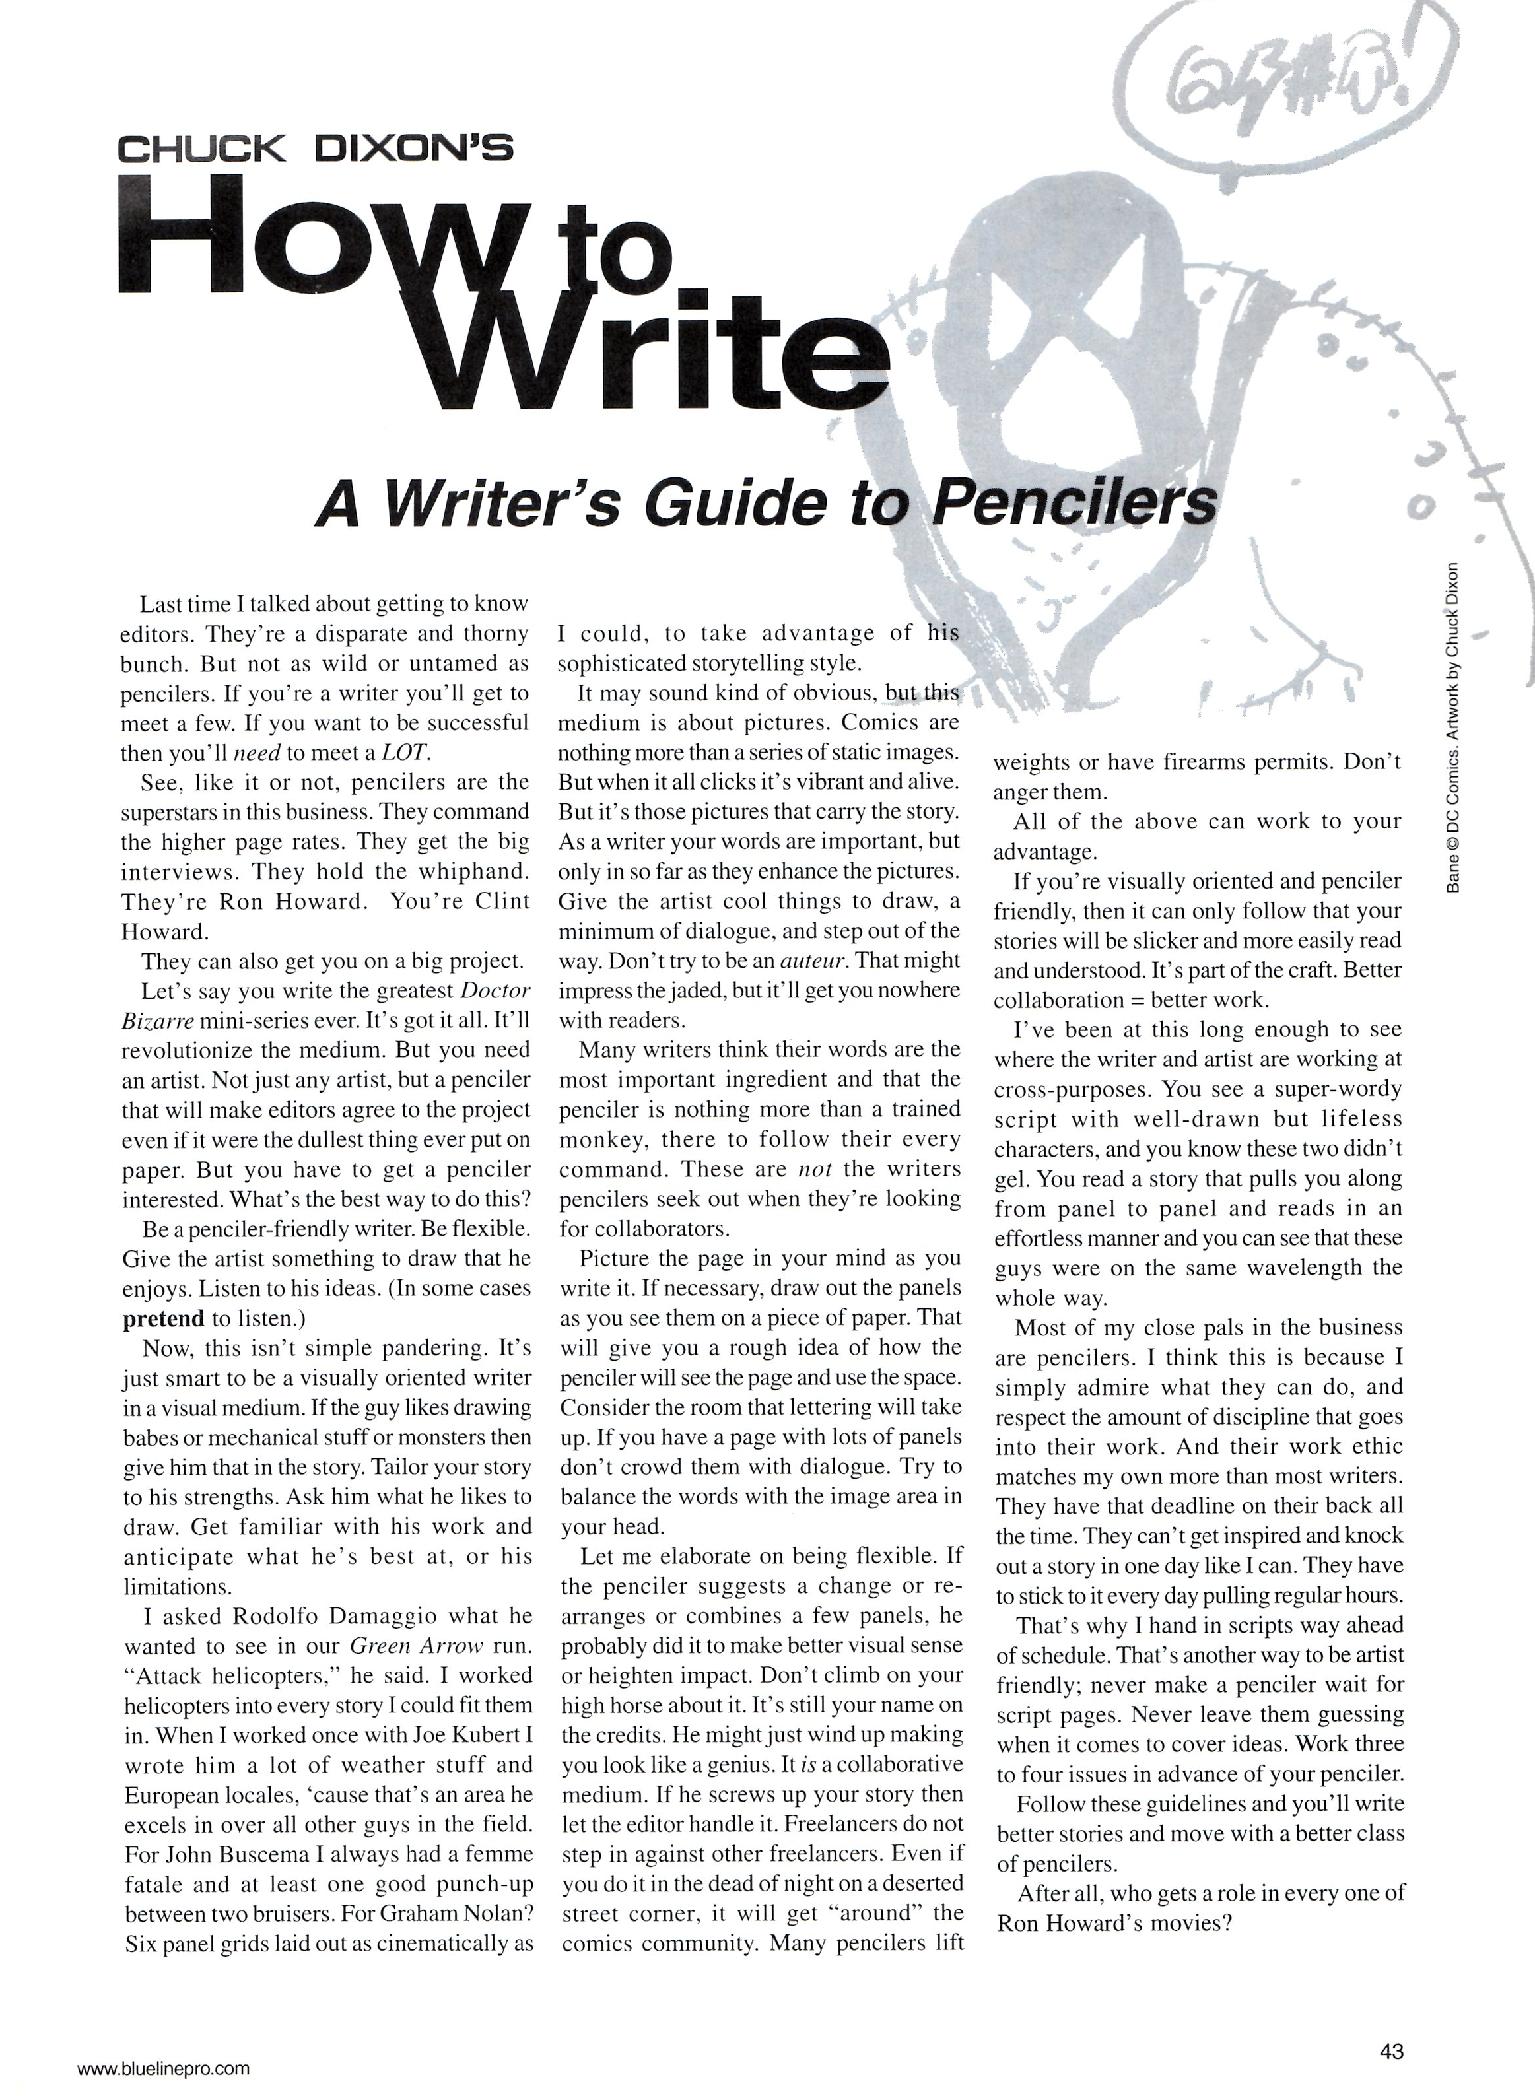 @#!
CHUCK DIXON'S
How to
Write
A Writer's Guide to Pencilers
Last time I talked about getting to know
editors. They're a disparate and thorny
bunch. But not as wild or untamed as
pencilers. If you're a writer you'll get to
meet a few. If you want to be successful
then you'll need to meet a LOT.
See, like it or not, pencilers are the
superstars in this business. They command
the higher page rates. They get the big
interviews. They hold the whiphand.
They're Ron Howard. You're Clint
Howard.
They can also get you on a big project.
Let's say you write the greatest Doctor
Bizarre mini-series ever. It's got it all. It'll
revolutionize the medium. But you need
an artist. Not just any artist, but a penciler
that will make editors agree to the project
even if it were the dullest thing ever put on
paper. But you have to get a penciler
interested. What's the best way to do this?
Be a penciler-friendly writer. Be flexible.
Give the artist something to draw that he
enjoys. Listen to his ideas. (In some cases
pretend to listen.)
Now, this isn't simple pandering. It's
just smart to be a visually oriented writer
in a visual medium. If the guy likes drawing
babes or mechanical stuff or monsters then
give him that in the story. Tailor your story
to his strengths. Ask him what he likes to
draw. Get familiar with his work and
anticipate what he's best at, or his
limitations.
I asked Rodolfo Damaggio what he
wanted to see in our Green Arrow run.
“Attack helicopters,” he said. I worked
helicopters into every story I could fit them
in. When I worked once with Joe Kubert I
wrote him a lot of weather stuff and
European locales, ‘cause that's an area he
excels in over all other guys in the field.
For John Buscema I always had a femme
fatale and at least one good punch-up
between two bruisers. For Graham Nolan?
Six panel grids laid out as cinematically as
I could, to take advantage of his
sophisticated storytelling style.
It may sound kind of obvious, but this
medium is about pictures. Comics are
nothing more than a series of static images.
But when it all clicks it's vibrant and alive.
But it's those pictures that carry the story.
As a writer your words are important, but
only in so far as they enhance the pictures.
Give the artist cool things to draw, a
minimum of dialogue, and step out of the
way. Don't try to be an auteur. That might
impress the jaded, but it'll get you nowhere
with readers.
Many writers think their words are the
most important ingredient and that the
penciler is nothing more than a trained
monkey, there to follow their every
command. These are not the writers
pencilers seek out when they're looking
for collaborators.
Picture the page in your mind as you
write it. If necessary, draw out the panels
as you see them on a piece of paper. That
will give you a rough idea of how the
penciler will see the page and use the space.
Consider the room that lettering will take
up. If you have a page with lots of panels
don't crowd them with dialogue. Try to
balance the words with the image area in
your head.
Let me elaborate on being flexible. If
the penciler suggests a change or re-
arranges or combines a few panels, he
probably did it to make better visual sense
or heighten impact. Don't climb on your
high horse about it. It's still your name on
the credits. He might just wind up making
you look like a genius. It is a collaborative
medium. If he screws up your story then
let the editor handle it. Freelancers do not
step in against other freelancers. Even if
you do it in the dead of night on a deserted
street corner, it will get “around” the
comics community. Many pencilers lift
weights or have firearms permits. Don't
anger them.
All of the above can work to your
advantage.
If you're visually oriented and penciler
friendly, then it can only follow that your
stories will be slicker and more easily read
and understood. It's part of the craft. Better
collaboration = better work.
I've been at this long enough to see
where the writer and artist are working at
cross-purposes. You see a super-wordy
script with well-drawn but lifeless
characters, and you know these two didn't
gel. You read a story that pulls you along
from panel to panel and reads in an
effortless manner and you can see that these
guys were on the same wavelength the
whole way.
Most of my close pals in the business
are pencilers. I think this is because I
simply admire what they can do, and
respect the amount of discipline that goes
into their work. And their work ethic
matches my own more than most writers.
They have that deadline on their back all
the time. They can't get inspired and knock
out a story in one day like I can. They have
to stick to it every day pulling regular hours.
That's why I hand in scripts way ahead
of schedule. That's another way to be artist
friendly; never make a penciler wait for
script pages. Never leave them guessing
when it comes to cover ideas. Work three
to four issues in advance of your penciler.
Follow these guidelines and you'll write
better stories and move with a better class
of pencilers.
After all, who gets a role in every one of
Ron Howard's movies?
Bane © DC Comics. Artwork by Chuck Dixon
www.bluelinepro.com
43